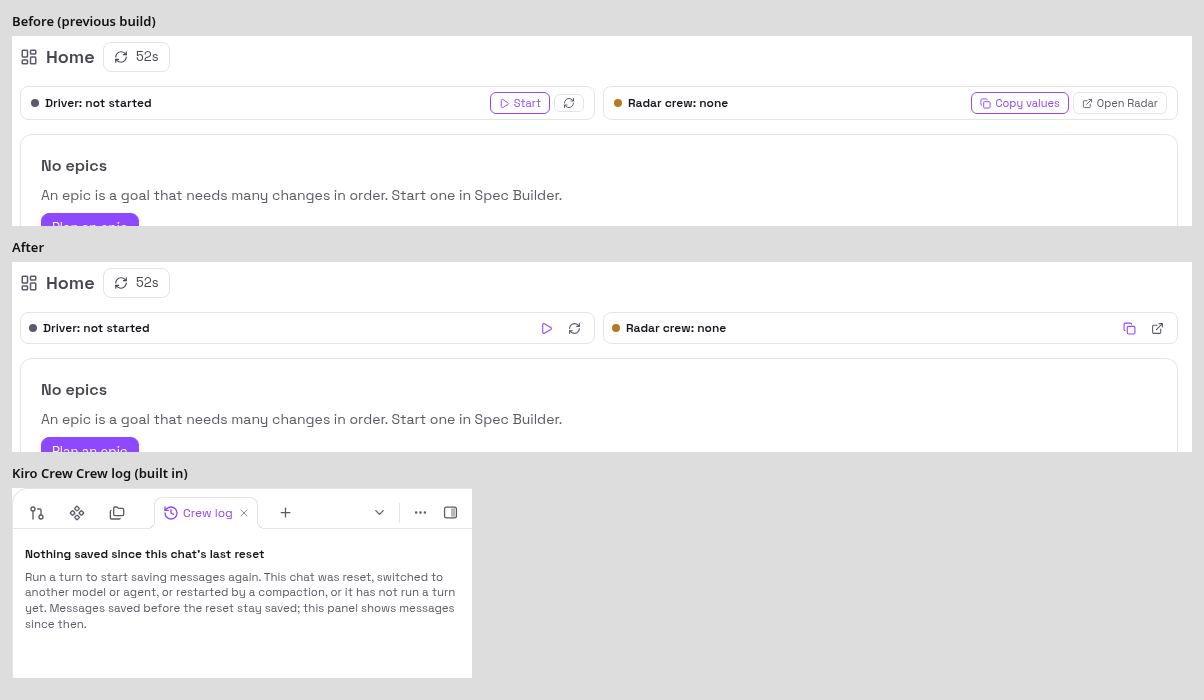 Before (previous build)
Home
52s
Driver: not started
Start
Radar crew: none
Copy values
Open Radar
No epics
An epic is a goal that needs many changes in order. Start one in Spec Builder.
Plan an epic
After
Home
52s
Driver: not started
Radar crew: none
No epics
An epic is a goal that needs many changes in order. Start one in Spec Builder.
Plan an epic
Kiro Crew Crew log (built in)
Crew log
Nothing saved since this chat's last reset
Run a turn to start saving messages again. This chat was reset, switched to
another model or agent, or restarted by a compaction, or it has not run a turn
yet. Messages saved before the reset stay saved; this panel shows messages
since then.